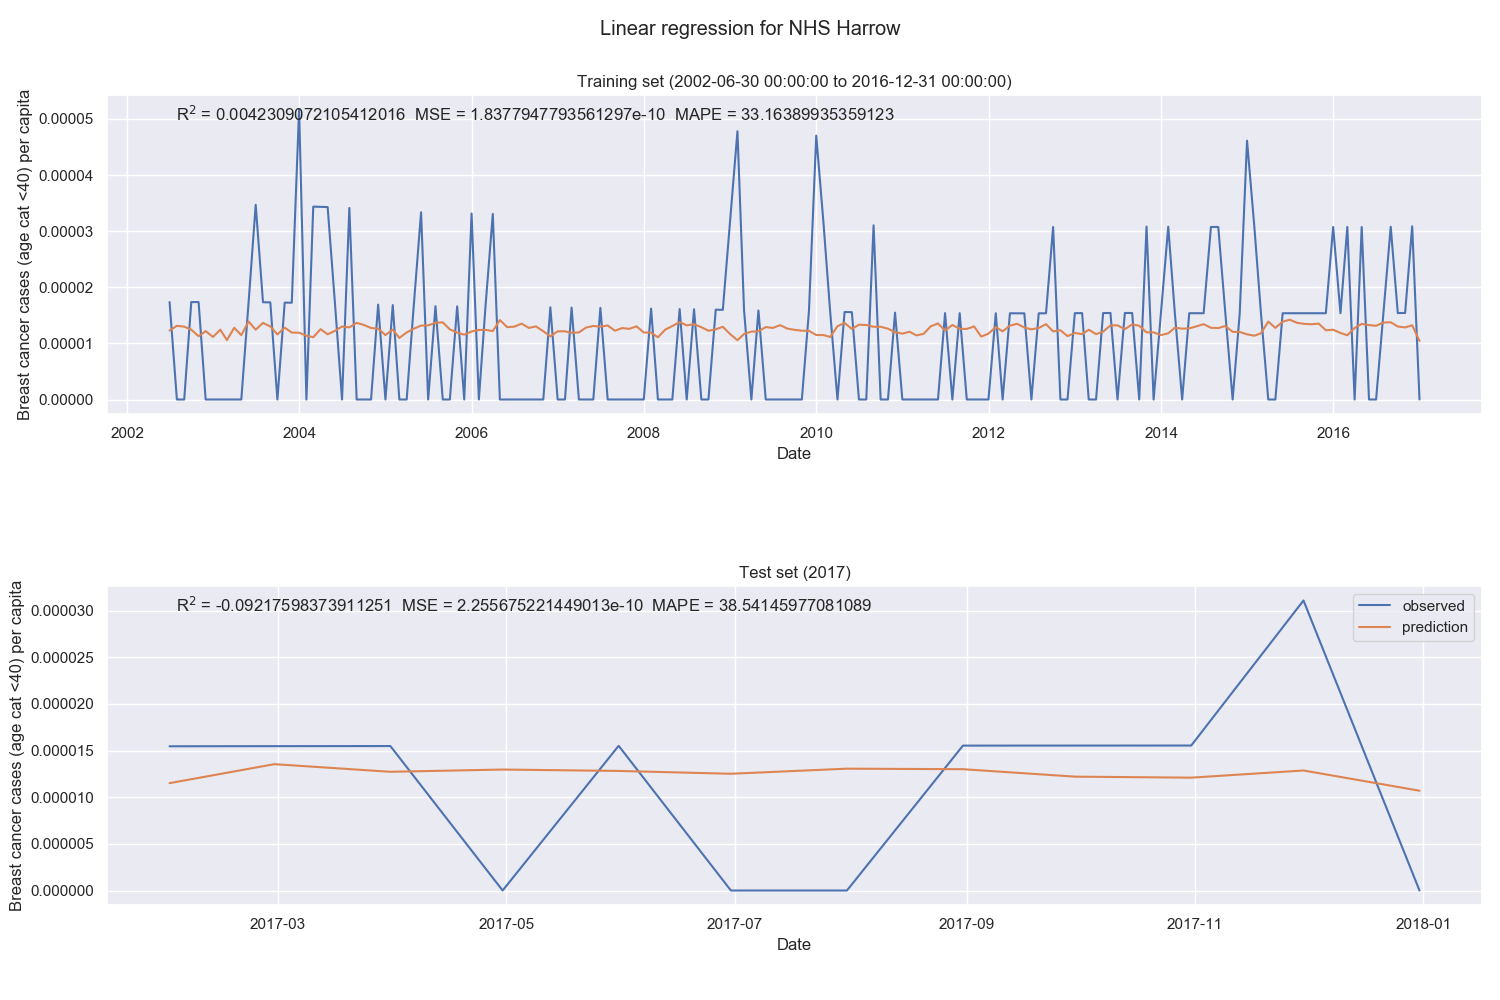 Linear regression for NHS Harrow
Training set (2002-06-30 00:00:00 to 2016-12-31 00:00:00)
R² = 0.0042309072105412016 MSE = 1.8377947793561297e-10 MAPE = 33.16389935359123
Breast cancer cases (age cat <40) per capita
0.00005
0.00004
0.00003
0.00002
0.00001
0.00000
2002 2004 2006 2008 2010 2012 2014 2016
Date
Test set (2017)
R² = -0.09217598373911251 MSE = 2.255675221449013e-10 MAPE = 38.54145977081089
observed
prediction
Breast cancer cases (age cat <40) per capita
0.000030
0.000025
0.000020
0.000015
0.000010
0.000005
0.000000
2017-03 2017-05 2017-07 2017-09 2017-11 2018-01
Date